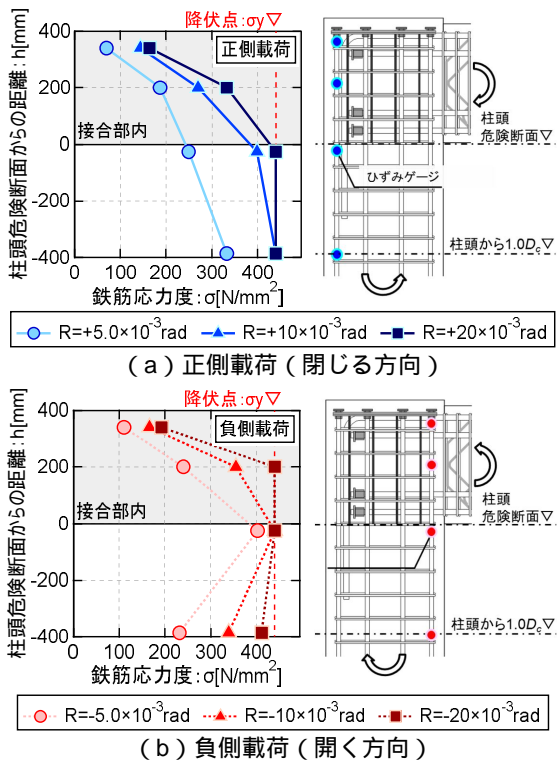 降伏点:σy▽
柱頭危険断面からの距離:h[mm]
400
200
0
-200
-400
正側載荷
接合部内
0 100 200 300 400
鉄筋応力度:σ[N/mm²]
柱頭
危険断面▽
ひずみゲージ
柱頭から1.0Dc▽
R=+5.0×10⁻³rad R=+10×10⁻³rad R=+20×10⁻³rad
(a)正側載荷(閉じる方向)
降伏点:σy▽
柱頭危険断面からの距離:h[mm]
400
200
0
-200
-400
負側載荷
接合部内
0 100 200 300 400
鉄筋応力度:σ[N/mm²]
柱頭
危険断面▽
柱頭から1.0Dc▽
R=-5.0×10⁻³rad R=-10×10⁻³rad R=-20×10⁻³rad
(b)負側載荷(開く方向)